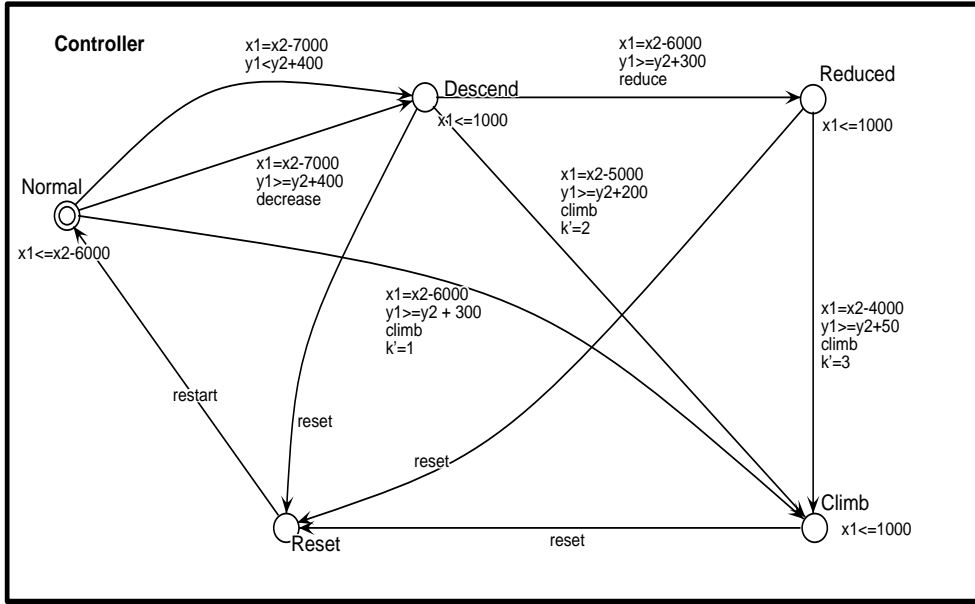 Controller
x1=x2-7000
y1<y2+400
Descend
x1<=1000
x1=x2-6000
y1>=y2+300
reduce
Reduced
x1<=1000
x1=x2-7000
y1>=y2+400
decrease
Normal
x1<=x2-6000
x1=x2-5000
y1>=y2+200
climb
k'=2
x1=x2-6000
y1>=y2 + 300
climb
k'=1
x1=x2-4000
y1>=y2+50
climb
k'=3
restart
reset
reset
Climb
x1<=1000
Reset
reset